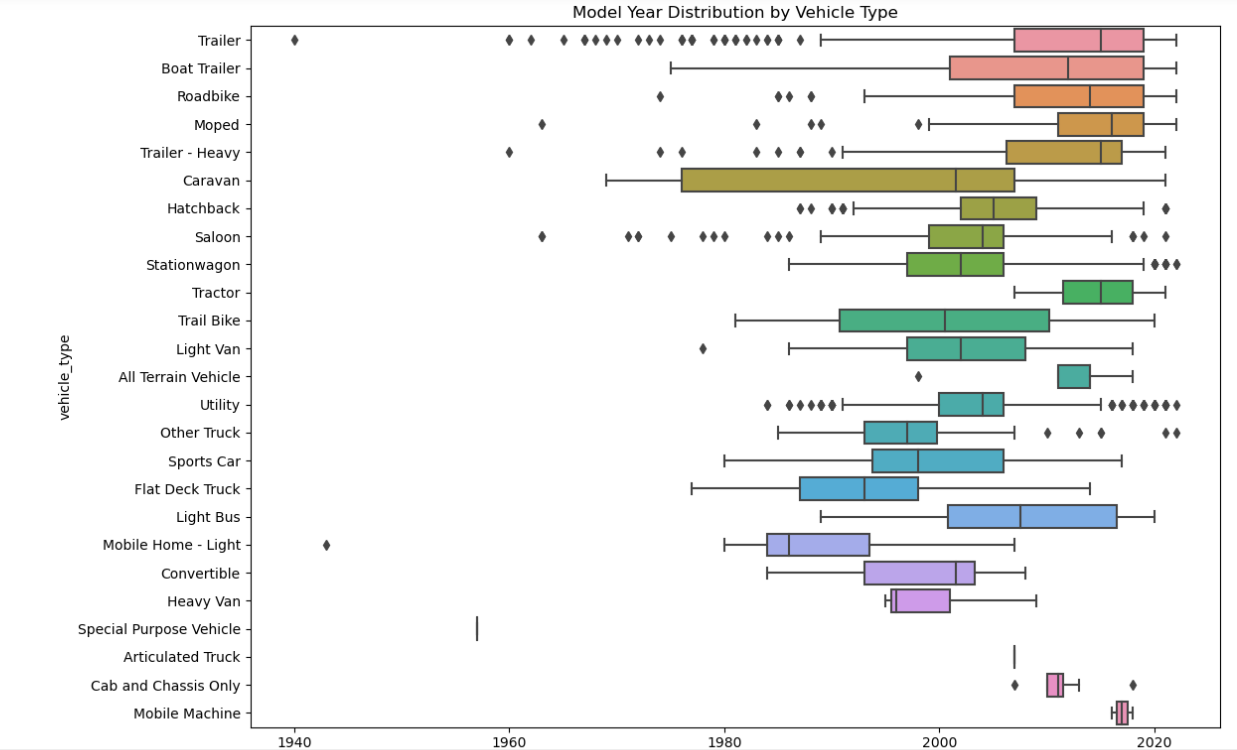 Model Year Distribution by Vehicle Type
Trailer
Boat Trailer
Roadbike
Moped
Trailer - Heavy
Caravan
Hatchback
Saloon
Stationwagon
Tractor
Trail Bike
Light Van
All Terrain Vehicle
Utility
Other Truck
Sports Car
Flat Deck Truck
Light Bus
Mobile Home - Light
Convertible
Heavy Van
Special Purpose Vehicle
Articulated Truck
Cab and Chassis Only
Mobile Machine
vehicle_type
1940 1960 1980 2000 2020